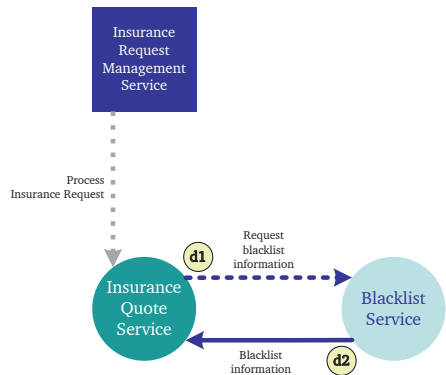 Insurance
Request
Management
Service
Process
Insurance Request
d1
Request
blacklist
information
Insurance
Quote
Service
Blacklist
Service
d2
Blacklist
information